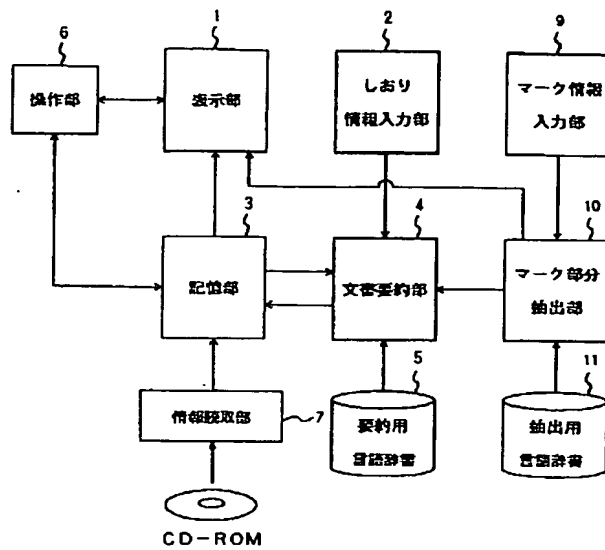 6
1
2
9
操作部
表示部
しおり
情報入力部
マーク情報
入力部
3
4
10
記憶部
文書要約部
マーク部分
抽出部
5
11
情報読取部
7
要約用
言語辞書
抽出用
言語辞書
CD-ROM